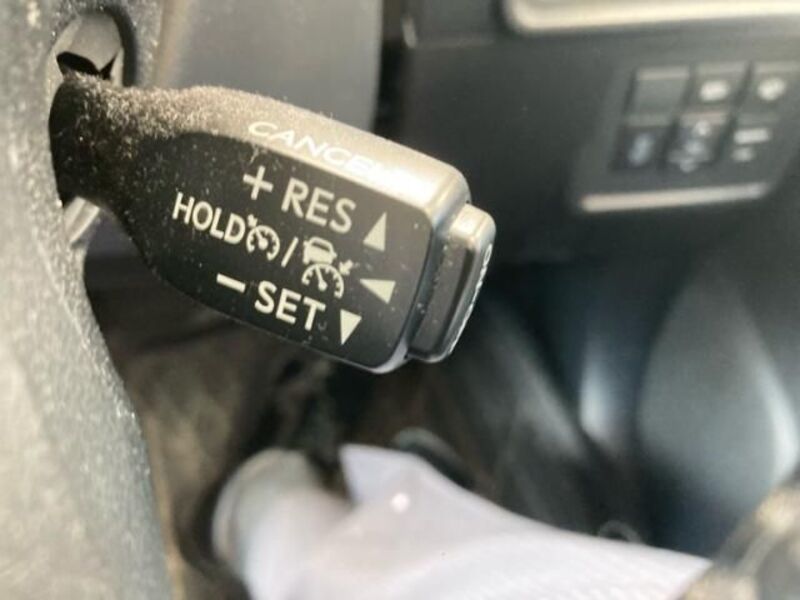 CANCEL
+ RES
HOLD /
− SET